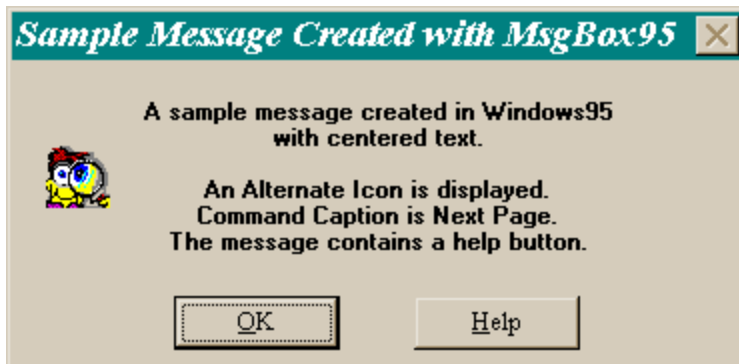 Sample Message Created with MsgBox95
A sample message created in Windows95
with centered text.
An Alternate Icon is displayed.
Command Caption is Next Page.
The message contains a help button.
OK
Help